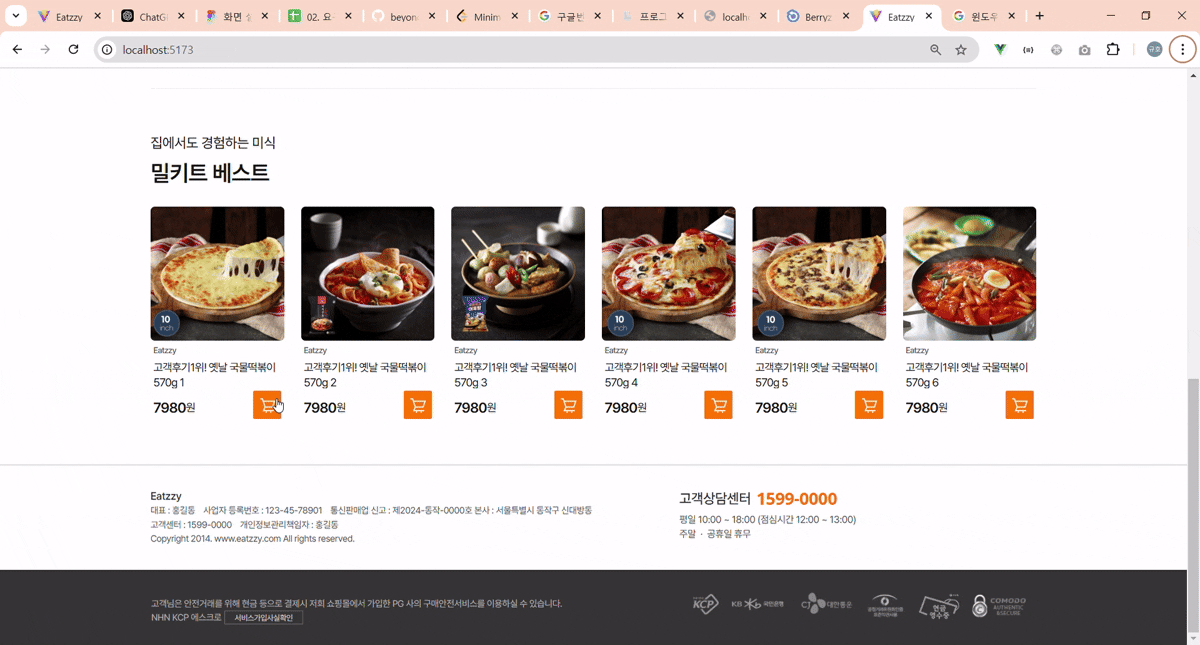 Eatzzy
ChatG
화면 설
02. 요
beyon
Minim
구글번
프로그
localh
Berryz
Eatzzy
윈도우
localhost:5173
규호
집에서도 경험하는 미식
밀키트 베스트
10
inch
10
inch
10
inch
Eatzzy
고객후기1위! 옛날 국물떡볶이
570g 1
7980원
Eatzzy
고객후기1위! 옛날 국물떡볶이
570g 2
7980원
Eatzzy
고객후기1위! 옛날 국물떡볶이
570g 3
7980원
Eatzzy
고객후기1위! 옛날 국물떡볶이
570g 4
7980원
Eatzzy
고객후기1위! 옛날 국물떡볶이
570g 5
7980원
Eatzzy
고객후기1위! 옛날 국물떡볶이
570g 6
7980원
Eatzzy
대표 : 홍길동 사업자 등록번호 : 123-45-78901 통신판매업 신고 : 제2024-동작-0000호 본사 : 서울특별시 동작구 신대방동
고객센터 : 1599-0000 개인정보관리책임자 : 홍길동
Copyright 2014. www.eatzzy.com All rights reserved.
고객상담센터 1599-0000
평일 10:00 ~ 18:00 (점심시간 12:00 ~ 13:00)
주말 · 공휴일 휴무
고객님은 안전거래를 위해 현금 등으로 결제시 저희 쇼핑몰에서 가입한 PG 사의 구매안전서비스를 이용하실 수 있습니다.
NHN KCP 에스크로 서비스가입사실확인
KCP
KB 국민은행
CJ 대한통운
현금
영수증
COMODO
AUTHENTIC
& SECURE